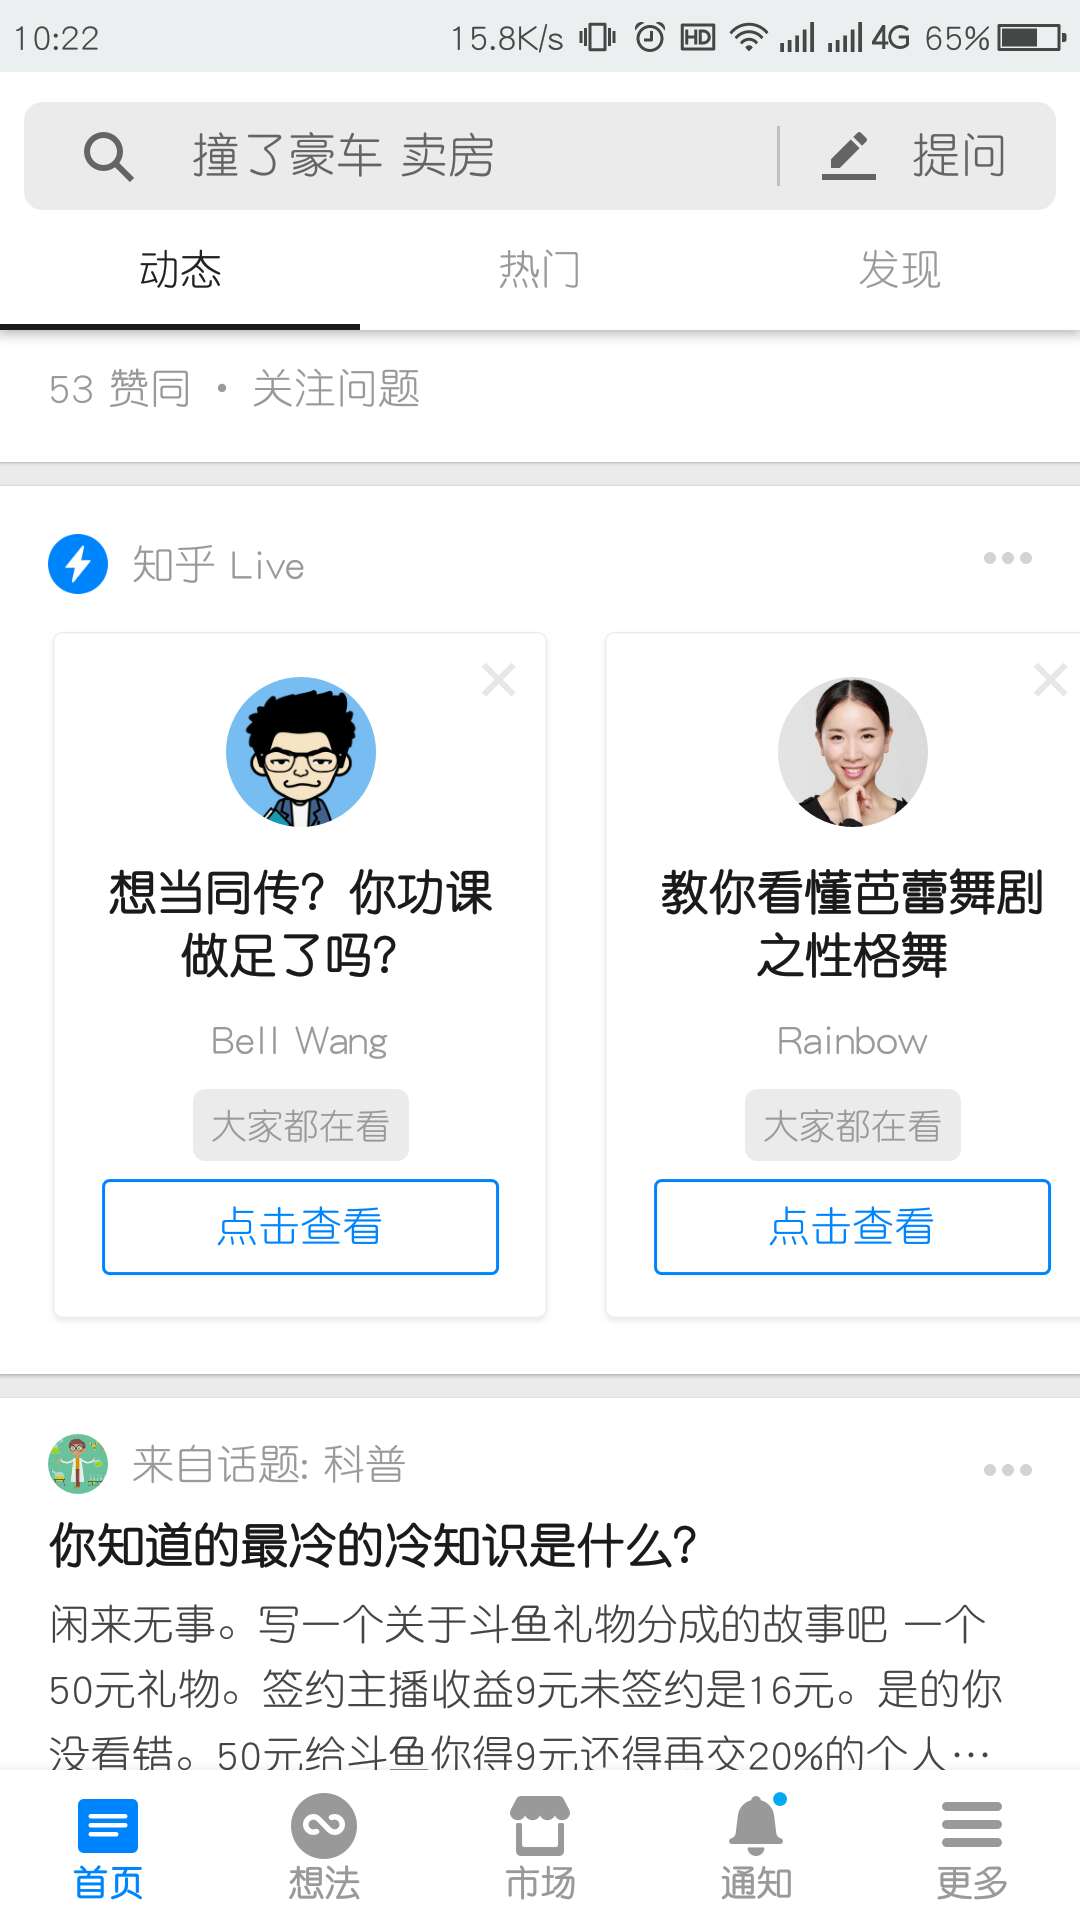 10:22 15.8K/s HD 4G 65%
撞了豪车 卖房 提问
动态 热门 发现
53 赞同 · 关注问题
知乎 Live
想当同传? 你功课
做足了吗?
Bell Wang
大家都在看
点击查看
教你看懂芭蕾舞剧
之性格舞
Rainbow
大家都在看
点击查看
来自话题: 科普
你知道的最冷的冷知识是什么?
闲来无事。写一个关于斗鱼礼物分成的故事吧 一个
50元礼物。签约主播收益9元未签约是16元。是的你
没看错。50元给斗鱼你得9元还得再交20%的个人…
首页 想法 市场 通知 更多